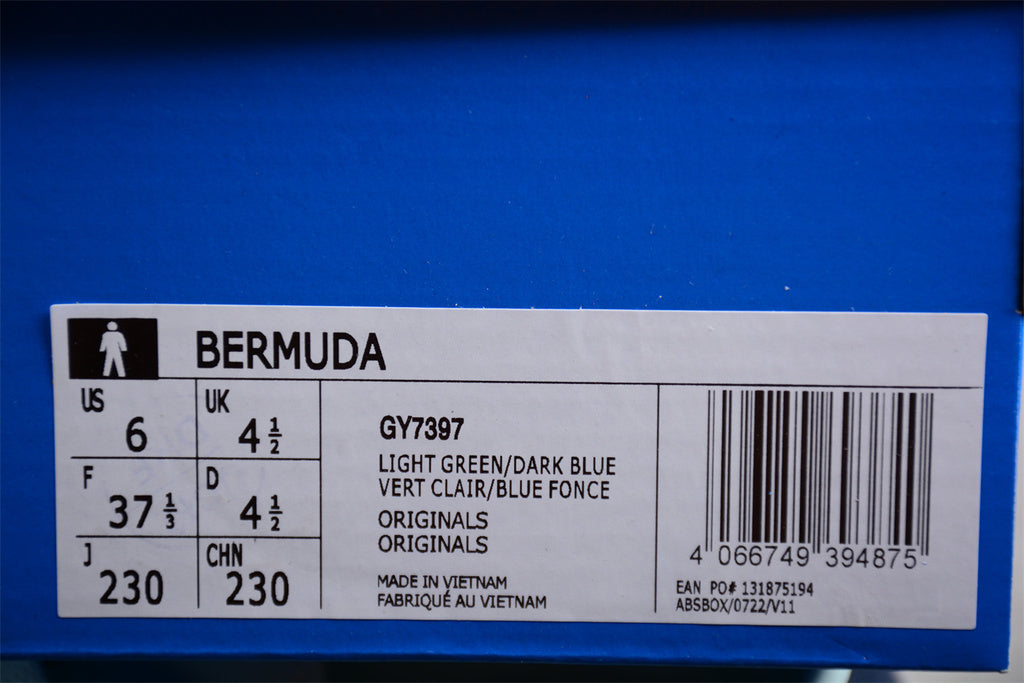 BERMUDA
US 6
UK 4 1/2
F 37 1/3
D 4 1/2
J 230
CHN 230
GY7397
LIGHT GREEN/DARK BLUE
VERT CLAIR/BLUE FONCE
ORIGINALS
ORIGINALS
MADE IN VIETNAM
FABRIQUÉ AU VIETNAM
4 066749 394875
EAN PO# 131875194
ABSBOX/0722/V11